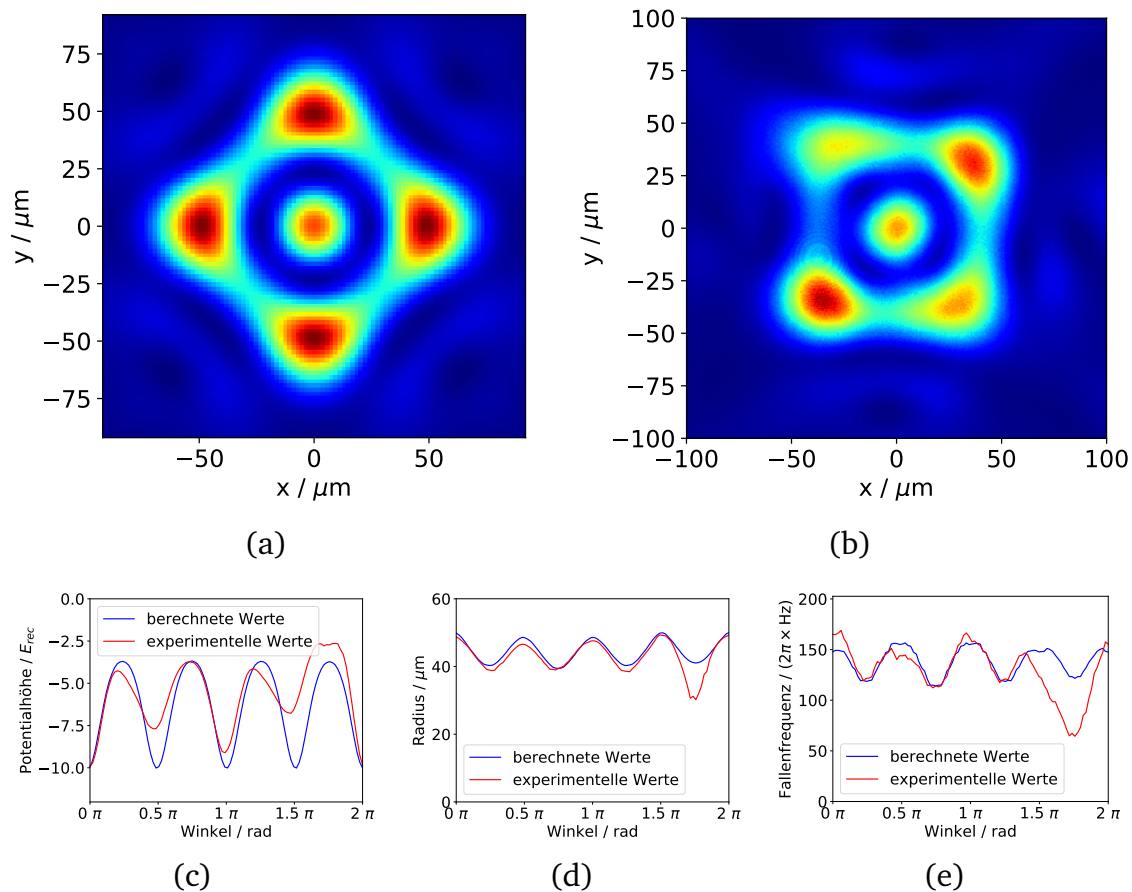 75
50
25
0
−25
−50
−75
y / μm
−50 0 50
x / μm
(a)
100
75
50
25
0
−25
−50
−75
−100
y / μm
−100 −50 0 50 100
x / μm
(b)
0.0
−2.5
−5.0
−7.5
−10.0
Potentialhöhe / E_rec
berechnete Werte
experimentelle Werte
0 π 0.5 π 1 π 1.5 π 2 π
Winkel / rad
(c)
60
40
20
0
Radius / μm
berechnete Werte
experimentelle Werte
0 π 0.5 π 1 π 1.5 π 2 π
Winkel / rad
(d)
200
150
100
50
0
Fallenfrequenz / (2π × Hz)
berechnete Werte
experimentelle Werte
0 π 0.5 π 1 π 1.5 π 2 π
Winkel / rad
(e)